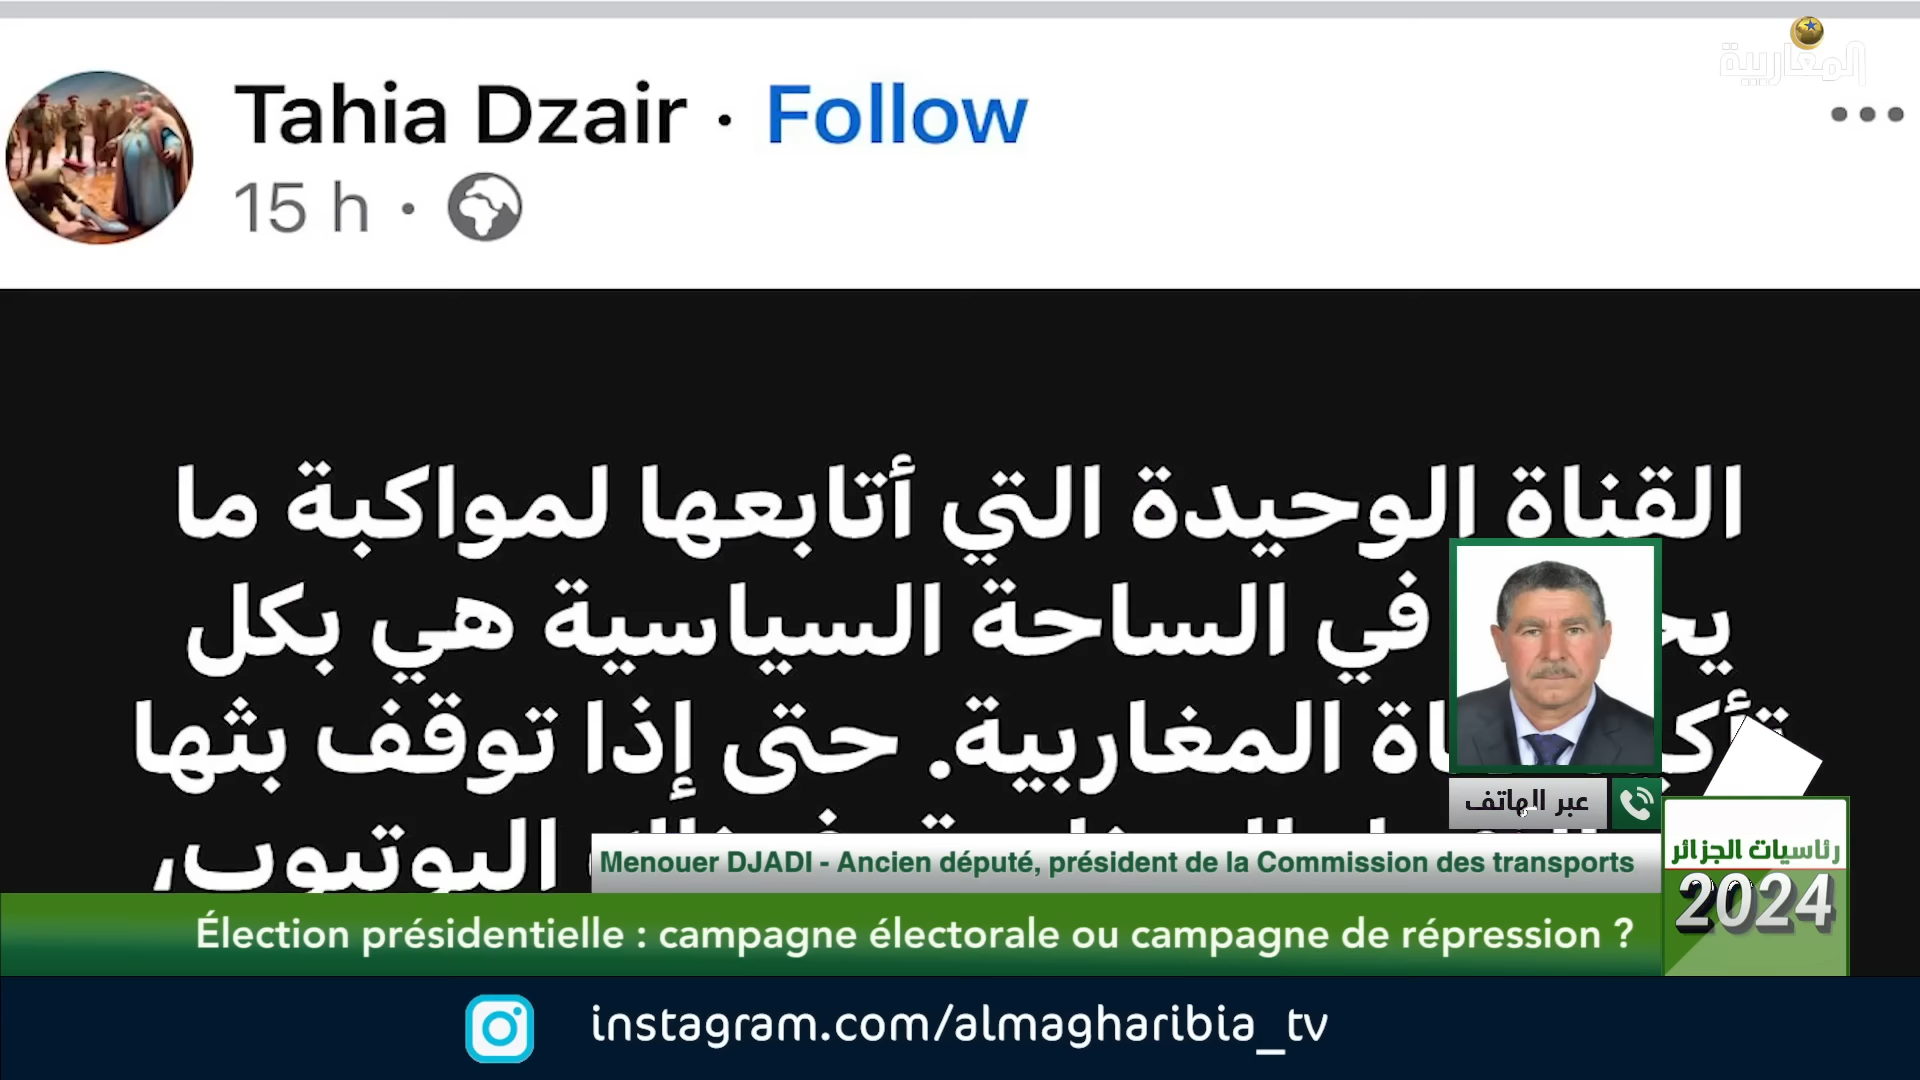 المغاربية
Tahia Dzair · Follow
15 h ·
القناة الوحيدة التي أتابعها لمواكبة ما
في الساحة السياسية هي بكل
المغاربية. حتى إذا توقف بثها
اليوتيوب،
عبر الهاتف
Menouer DJADI - Ancien député, président de la Commission des transports
Élection présidentielle : campagne électorale ou campagne de répression ?
رئاسيات الجزائر
2024
instagram.com/almagharibia_tv